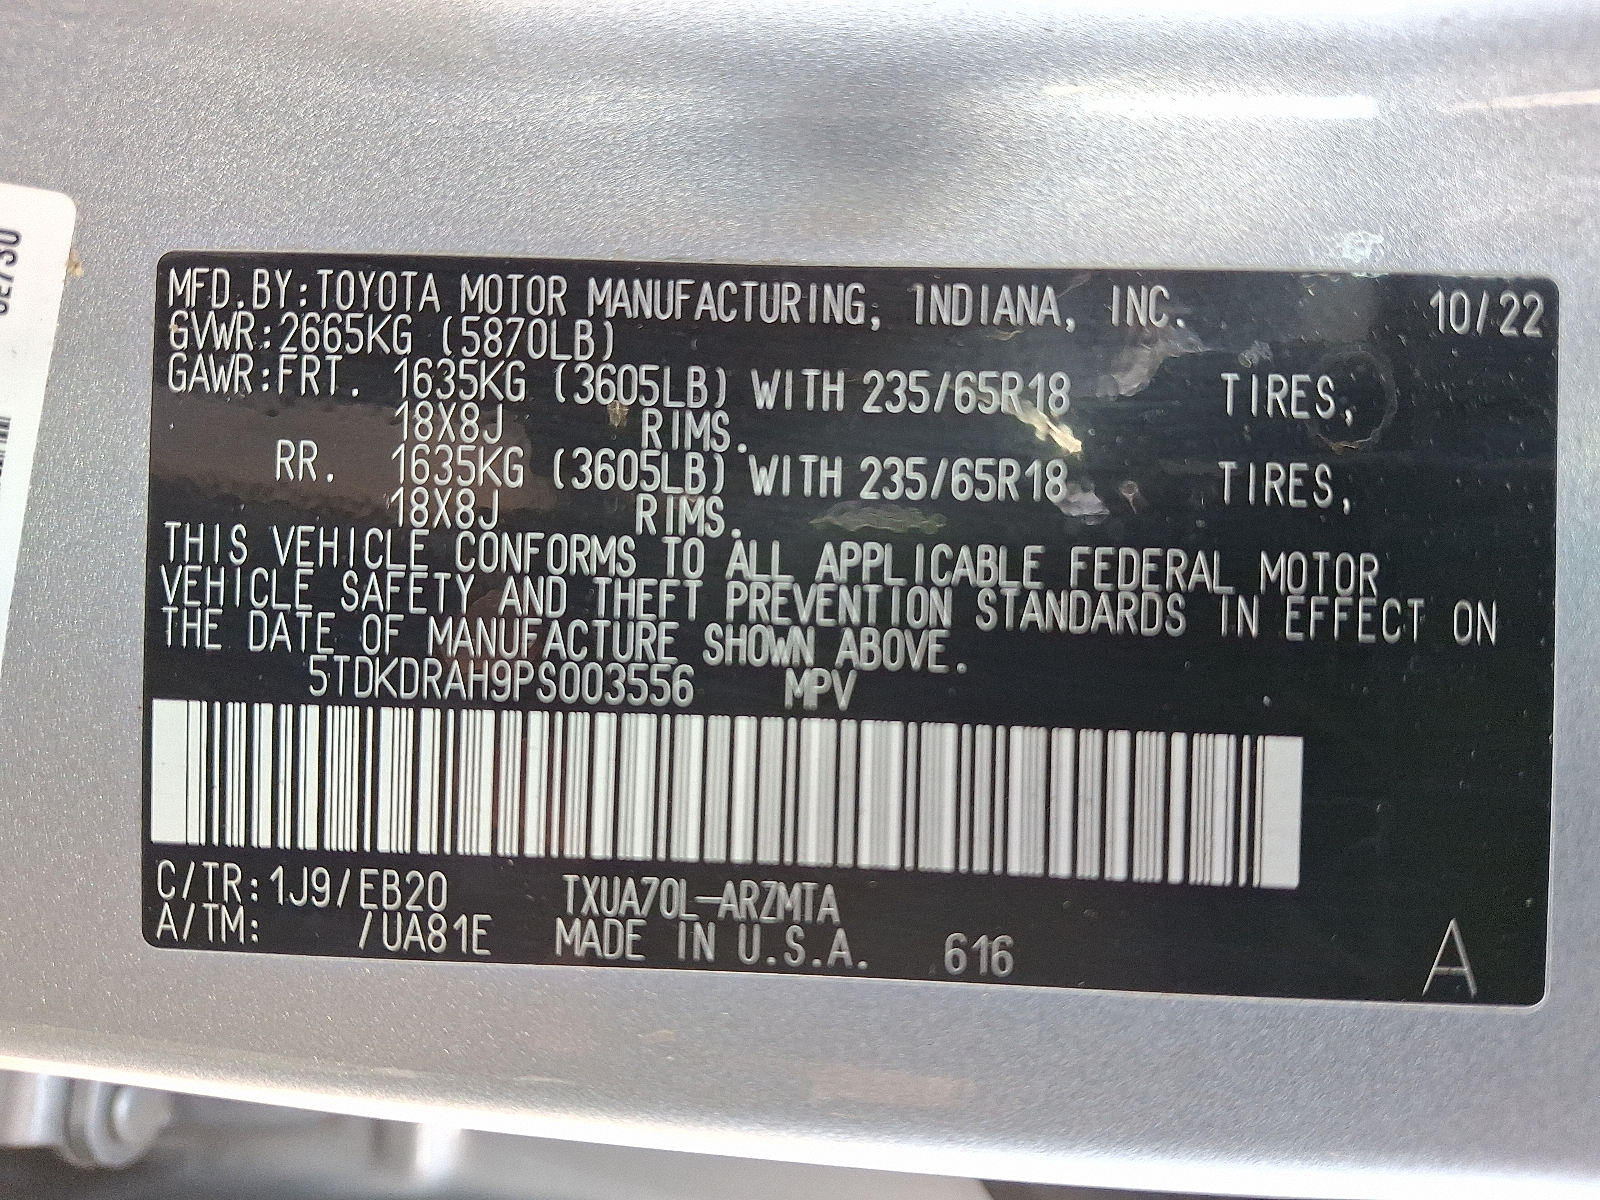 MFD.BY:TOYOTA MOTOR MANUFACTURING, INDIANA, INC. 10/22
GVWR:2665KG (5870LB)
GAWR:FRT. 1635KG (3605LB) WITH 235/65R18 TIRES,
18X8J RIMS.
RR. 1635KG (3605LB) WITH 235/65R18 TIRES,
18X8J RIMS.
THIS VEHICLE CONFORMS TO ALL APPLICABLE FEDERAL MOTOR
VEHICLE SAFETY AND THEFT PREVENTION STANDARDS IN EFFECT ON
THE DATE OF MANUFACTURE SHOWN ABOVE.
5TDKDRAH9PS003556 MPV
C/TR:1J9/EB20 TXUA70L-ARZMTA
A/TM: /UA81E MADE IN U.S.A. 616
A